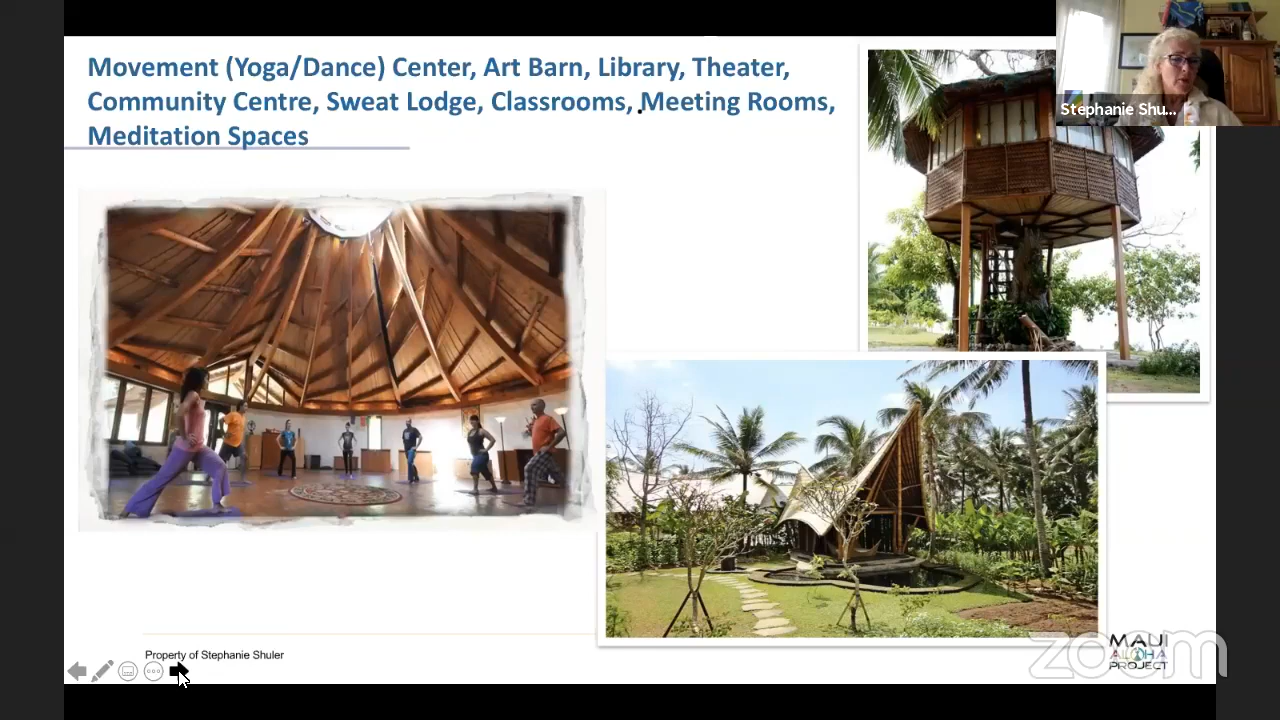 Movement (Yoga/Dance) Center, Art Barn, Library, Theater,
Community Centre, Sweat Lodge, Classrooms, Meeting Rooms,
Meditation Spaces
Stephanie Shu...
Property of Stephanie Shuler
MAUI
ALOHA
PROJECT
zoom